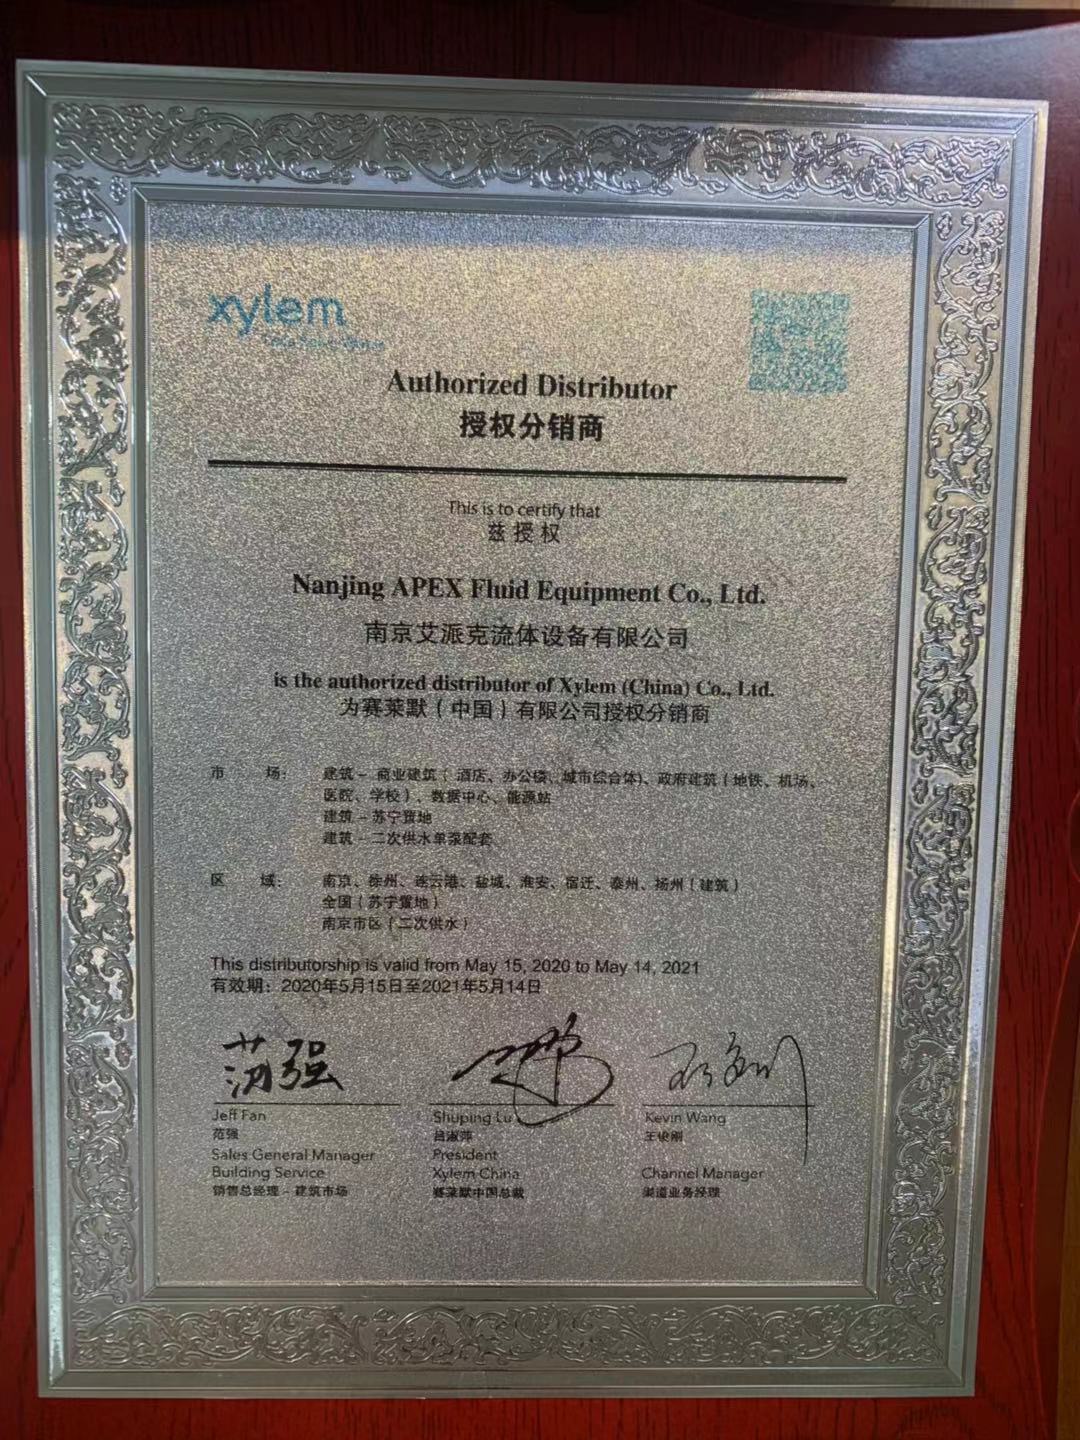 xylem
Authorized Distributor
授权分销商
This is to certify that
兹授权
Nanjing APEX Fluid Equipment Co., Ltd.
南京艾派克流体设备有限公司
is the authorized distributor of Xylem (China) Co., Ltd.
为赛莱默（中国）有限公司授权分销商
市 场： 建筑 – 商业建筑（ 酒店、办公楼、城市综合体）、政府建筑（地铁、机场、
医院、学校）、数据中心、能源站
建筑 – 苏宁置地
建筑 – 二次供水单泵配套
区 域： 南京、徐州、连云港、盐城、淮安、宿迁、泰州、扬州（建筑）
全国（苏宁置地）
南京市区（二次供水）
This distributorship is valid from May 15, 2020 to May 14, 2021
有效期：2020年5月15日至2021年5月14日
范强
Jeff Fan Shuping Lu Kevin Wang
范强 吕淑萍 王俊刚
Sales General Manager President
Building Service Xylem China Channel Manager
销售总经理 – 建筑市场 赛莱默中国总裁 渠道业务经理